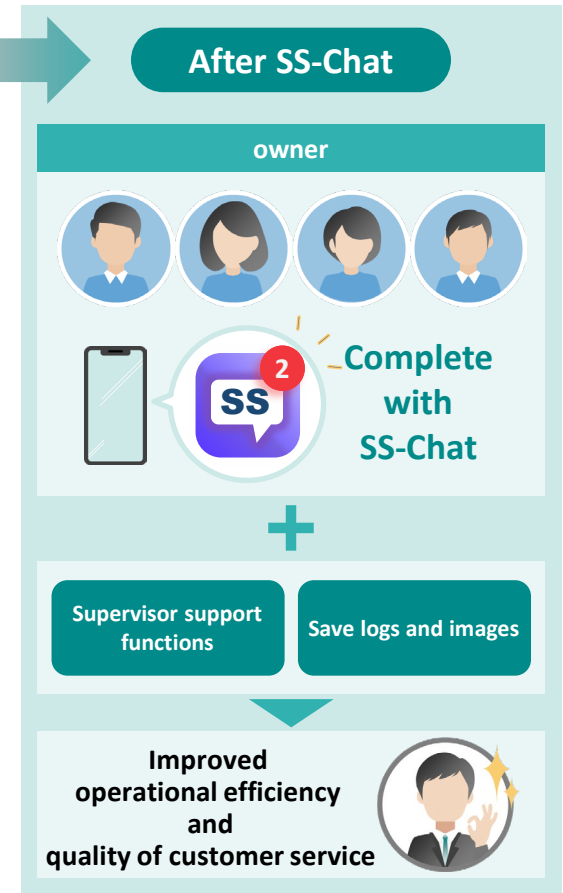 After SS-Chat
owner
2
SS
Complete
with
SS-Chat
Supervisor support
functions
Save logs and images
Improved
operational efficiency
and
quality of customer service